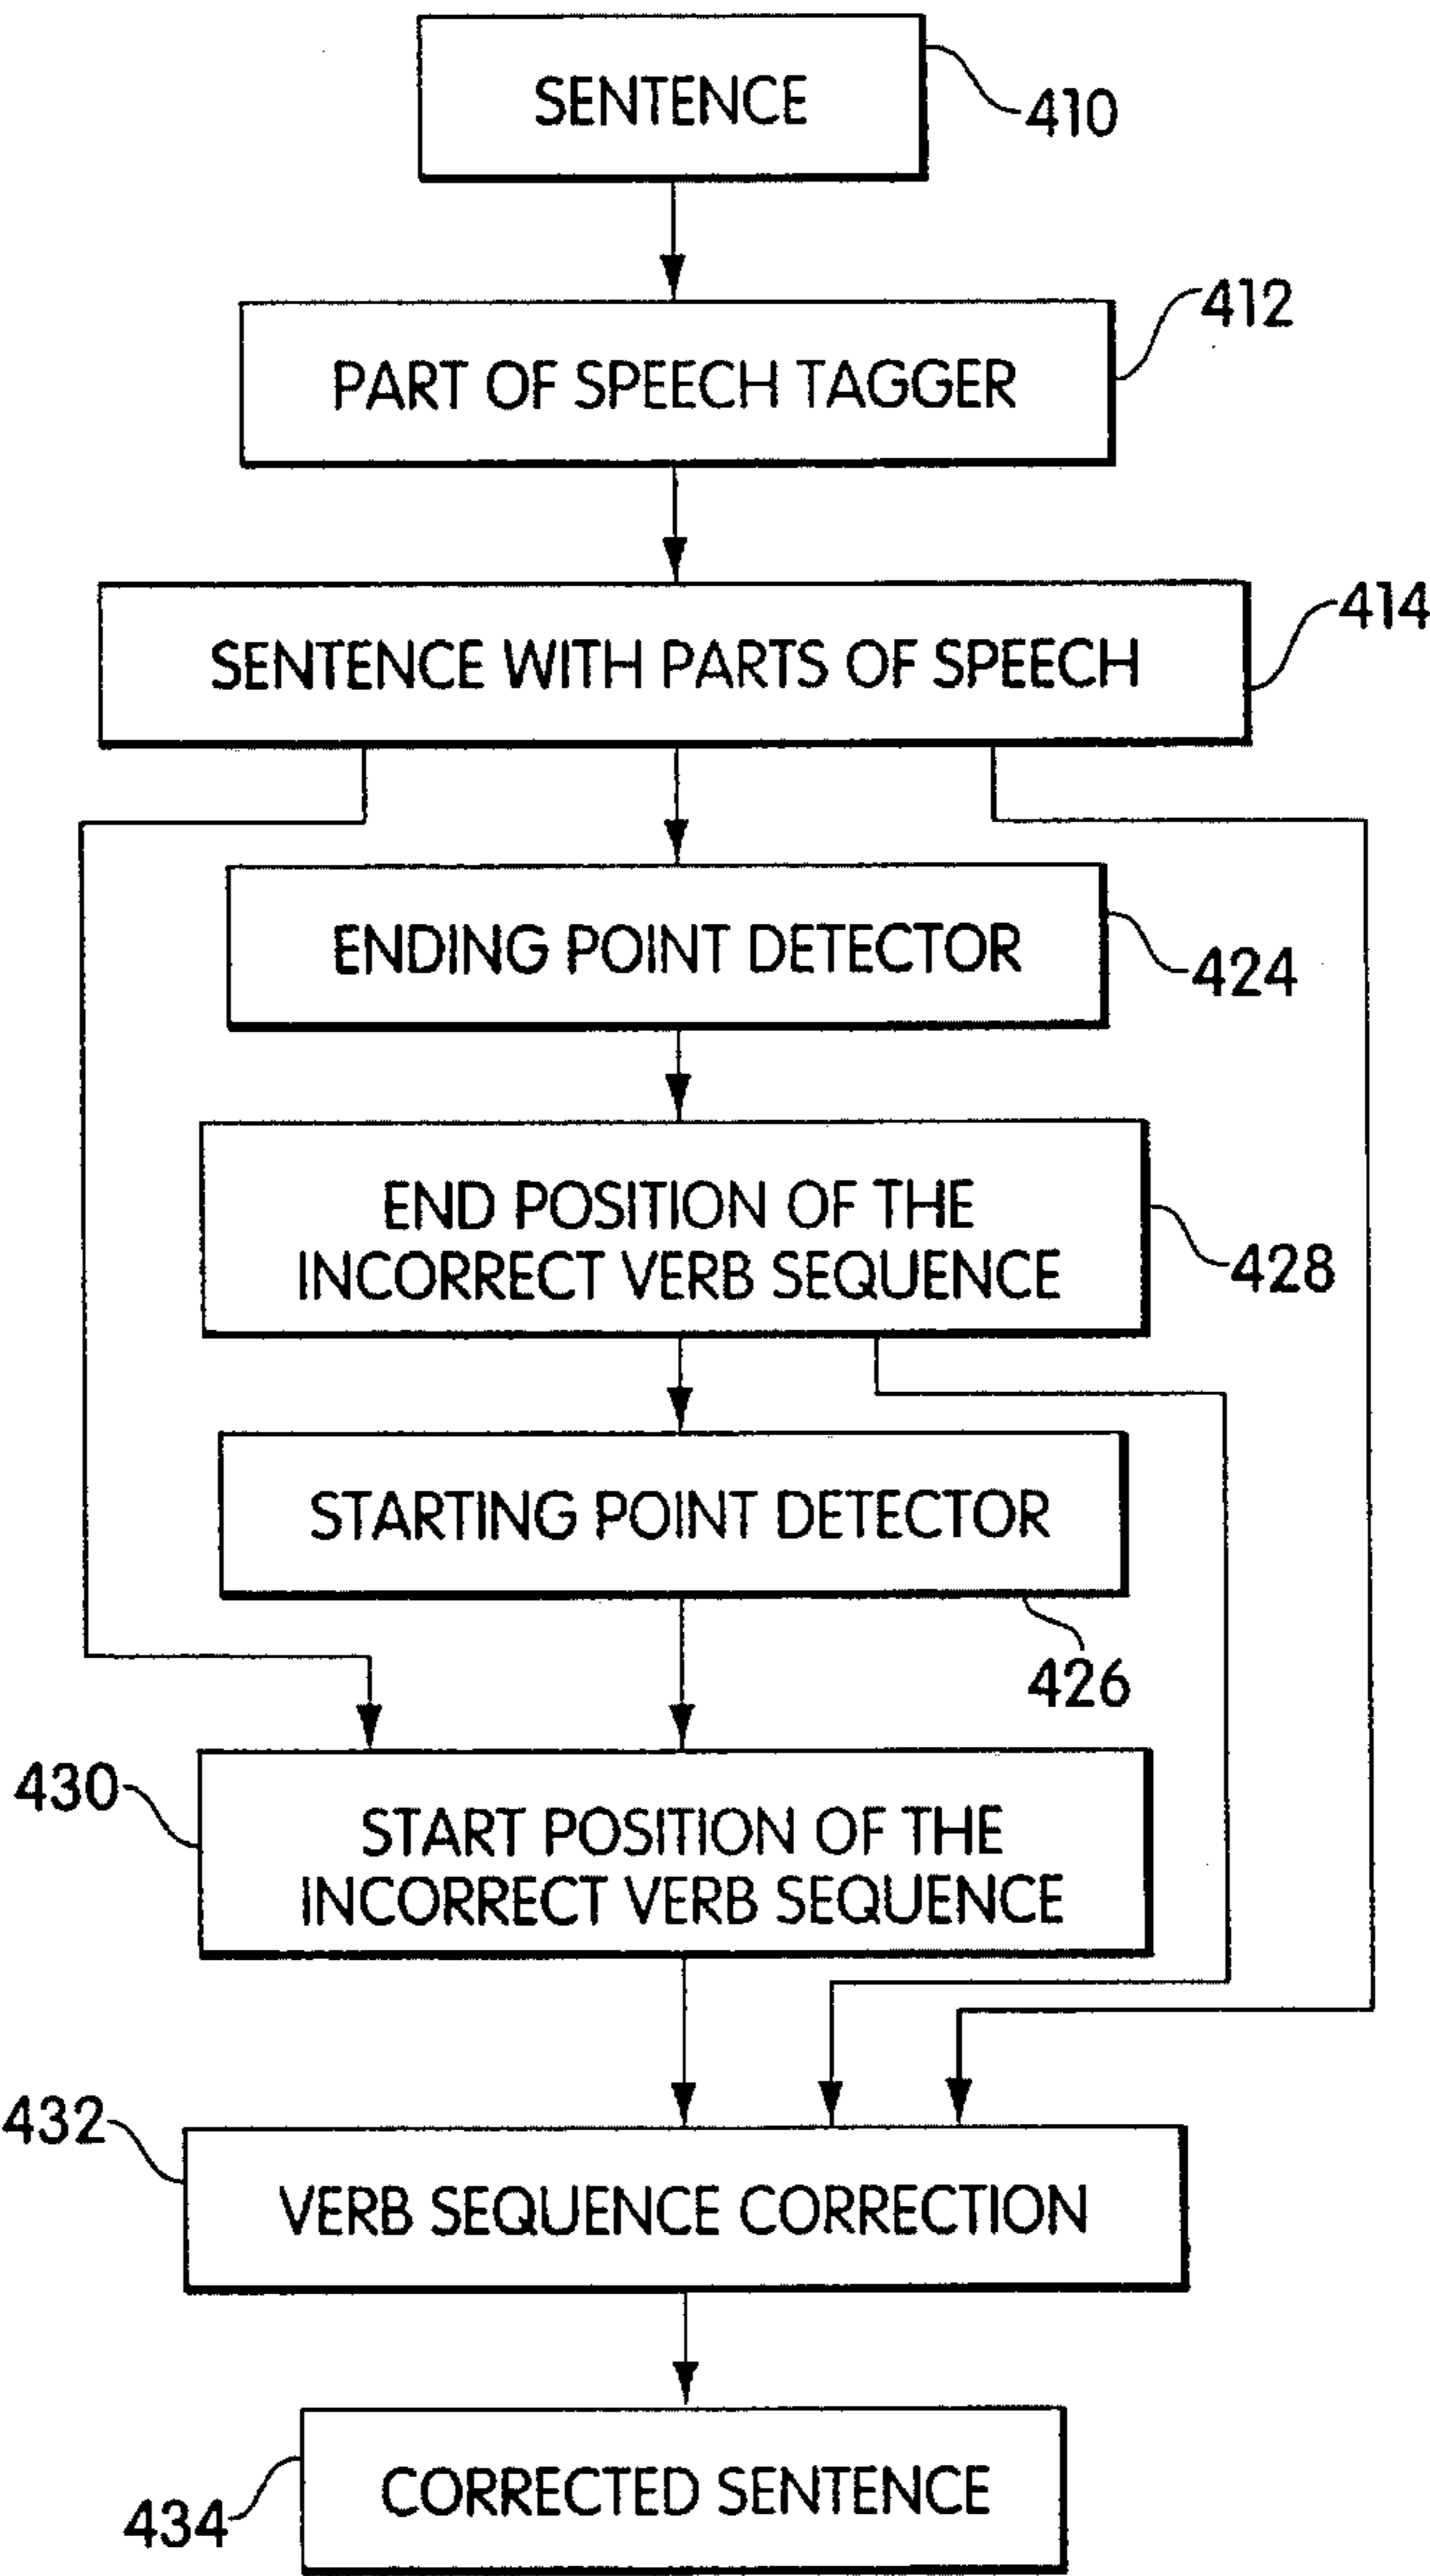 SENTENCE
410
PART OF SPEECH TAGGER
412
SENTENCE WITH PARTS OF SPEECH
414
ENDING POINT DETECTOR
424
END POSITION OF THE
INCORRECT VERB SEQUENCE
428
STARTING POINT DETECTOR
426
430
START POSITION OF THE
INCORRECT VERB SEQUENCE
432
VERB SEQUENCE CORRECTION
CORRECTED SENTENCE
434